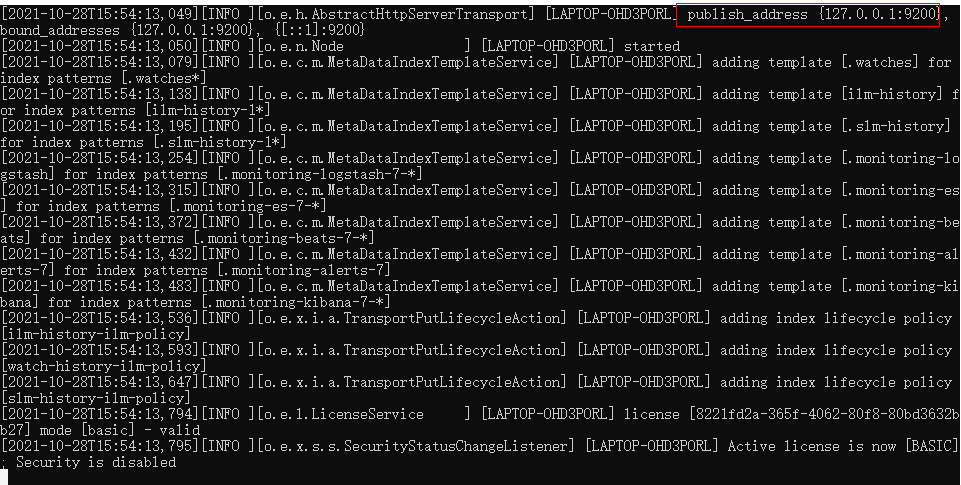 [2021-10-28T15:54:13,049][INFO ][o.e.h.AbstractHttpServerTransport] [LAPTOP-OHD3PORL] publish_address {127.0.0.1:9200},
bound_addresses {127.0.0.1:9200}, {[::1]:9200}
[2021-10-28T15:54:13,050][INFO ][o.e.n.Node               ] [LAPTOP-OHD3PORL] started
[2021-10-28T15:54:13,079][INFO ][o.e.c.m.MetaDataIndexTemplateService] [LAPTOP-OHD3PORL] adding template [.watches] for
index patterns [.watches*]
[2021-10-28T15:54:13,138][INFO ][o.e.c.m.MetaDataIndexTemplateService] [LAPTOP-OHD3PORL] adding template [ilm-history] f
or index patterns [ilm-history-1*]
[2021-10-28T15:54:13,195][INFO ][o.e.c.m.MetaDataIndexTemplateService] [LAPTOP-OHD3PORL] adding template [.slm-history]
for index patterns [.slm-history-1*]
[2021-10-28T15:54:13,254][INFO ][o.e.c.m.MetaDataIndexTemplateService] [LAPTOP-OHD3PORL] adding template [.monitoring-lo
gstash] for index patterns [.monitoring-logstash-7-*]
[2021-10-28T15:54:13,315][INFO ][o.e.c.m.MetaDataIndexTemplateService] [LAPTOP-OHD3PORL] adding template [.monitoring-es
] for index patterns [.monitoring-es-7-*]
[2021-10-28T15:54:13,372][INFO ][o.e.c.m.MetaDataIndexTemplateService] [LAPTOP-OHD3PORL] adding template [.monitoring-be
ats] for index patterns [.monitoring-beats-7-*]
[2021-10-28T15:54:13,432][INFO ][o.e.c.m.MetaDataIndexTemplateService] [LAPTOP-OHD3PORL] adding template [.monitoring-al
erts-7] for index patterns [.monitoring-alerts-7]
[2021-10-28T15:54:13,483][INFO ][o.e.c.m.MetaDataIndexTemplateService] [LAPTOP-OHD3PORL] adding template [.monitoring-ki
bana] for index patterns [.monitoring-kibana-7-*]
[2021-10-28T15:54:13,536][INFO ][o.e.x.i.a.TransportPutLifecycleAction] [LAPTOP-OHD3PORL] adding index lifecycle policy
[ilm-history-ilm-policy]
[2021-10-28T15:54:13,593][INFO ][o.e.x.i.a.TransportPutLifecycleAction] [LAPTOP-OHD3PORL] adding index lifecycle policy
[watch-history-ilm-policy]
[2021-10-28T15:54:13,647][INFO ][o.e.x.i.a.TransportPutLifecycleAction] [LAPTOP-OHD3PORL] adding index lifecycle policy
[slm-history-ilm-policy]
[2021-10-28T15:54:13,794][INFO ][o.e.l.LicenseService     ] [LAPTOP-OHD3PORL] license [8221fd2a-365f-4062-80f8-80bd3632b
b27] mode [basic] - valid
[2021-10-28T15:54:13,795][INFO ][o.e.x.s.s.SecurityStatusChangeListener] [LAPTOP-OHD3PORL] Active license is now [BASIC]
; Security is disabled